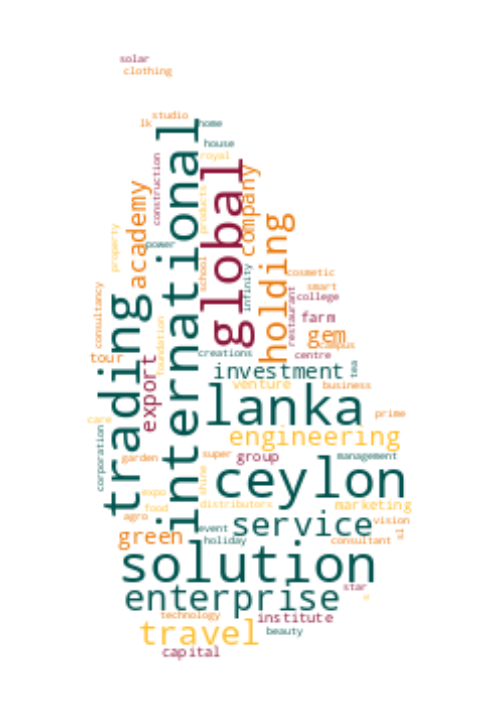 solar
clothing
studio
lk
home
international
house
royal
construction
global
company
academy
products
holding
property
power
school
infinity
cosmetic
smart
college
restaurant
consultancy
trading
farm
gem
campus
foundation
creations
centre
tour
export
investment
tea
venture
business
lanka
prime
care
corporation
engineering
garden
super
group
management
ceylon
shine
expo
food
distributors
marketing
agro
event
service
vision
green
holiday
consultant
solution
star
enterprise
technology
institute
travel
beauty
capital